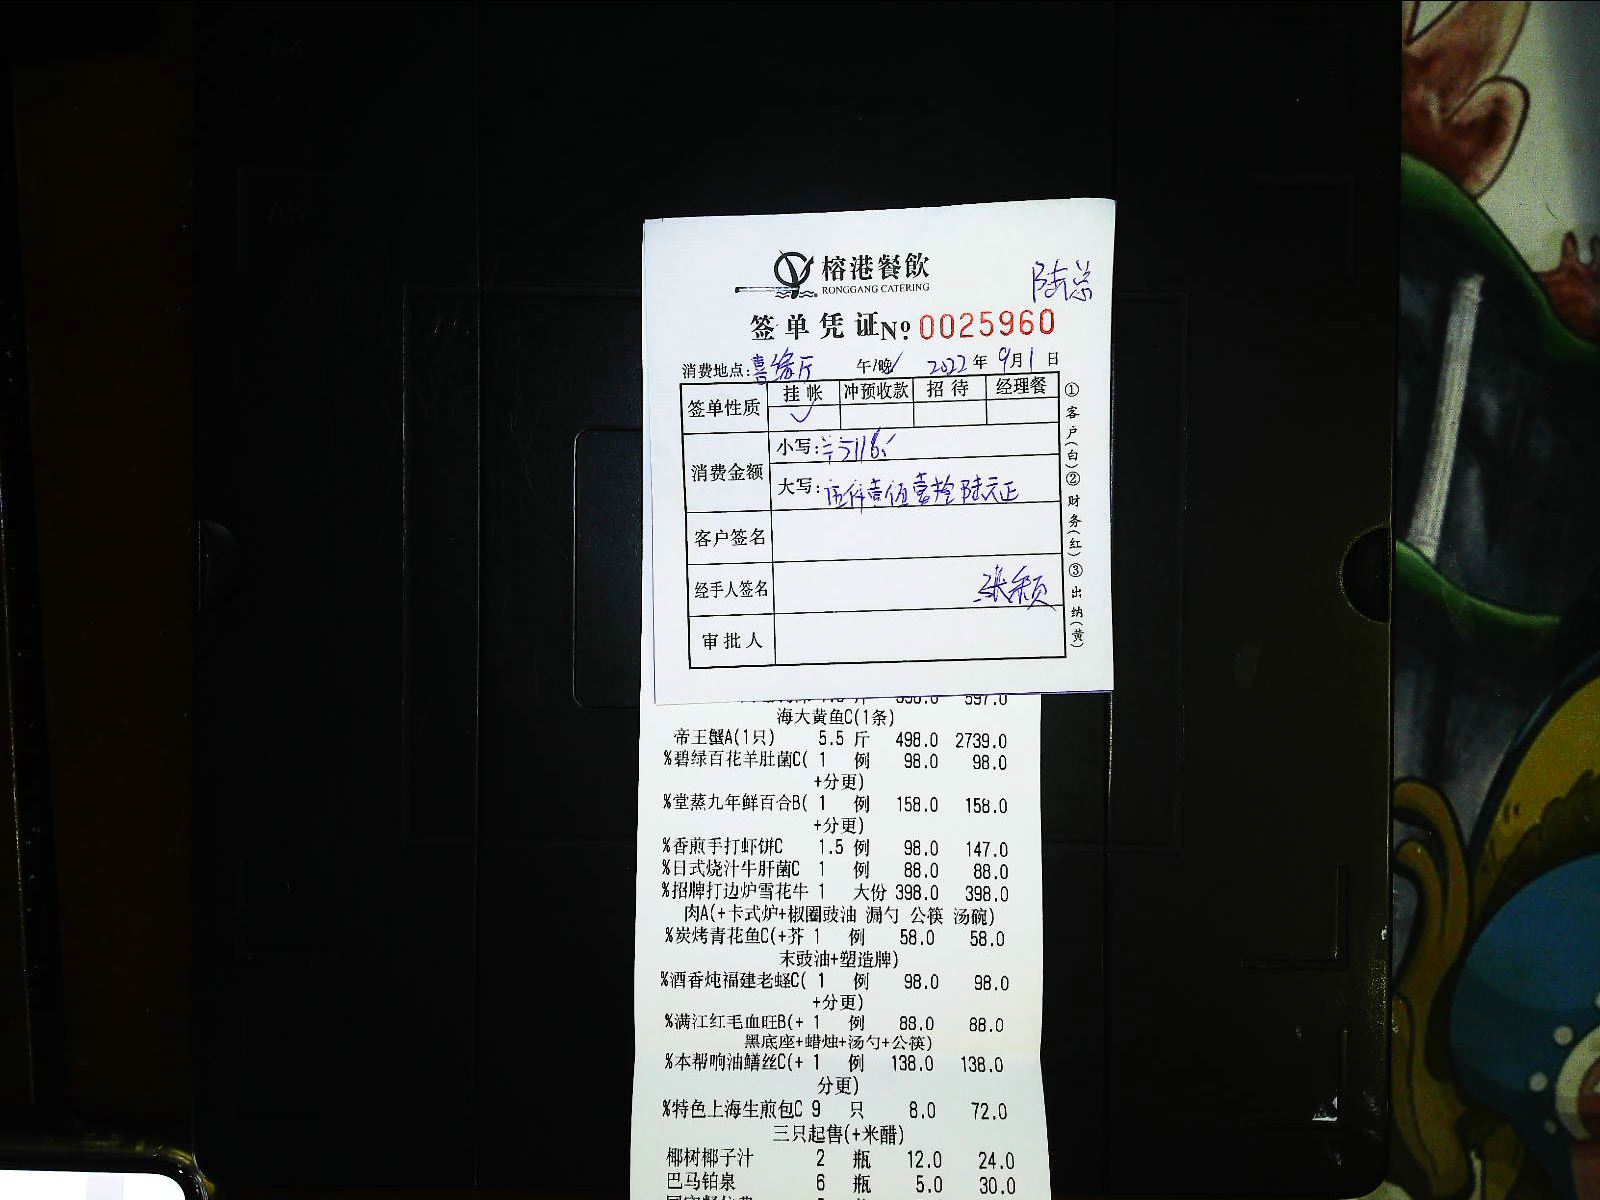 榕港餐飲
RONGGANG CATERING
陆总
签单凭证 No: 0025960
消费地点:喜缘厅 午/晚✓ 2022年9月1日
签单性质 挂帐 冲预收款 招待 经理餐
✓
消费金额 小写:¥5116
大写:伍仟壹佰壹拾陆元正
客户签名
经手人签名 张颖
审批人
①客户(白)②财务(红)③出纳(黄)
597.0
海大黄鱼C(1条)
帝王蟹A(1只) 5.5 斤 498.0 2739.0
%碧绿百花羊肚菌C( 1 例 98.0 98.0
+分更)
%堂蒸九年鲜百合B( 1 例 158.0 158.0
+分更)
%香煎手打虾饼C 1.5 例 98.0 147.0
%日式烧汁牛肝菌C 1 例 88.0 88.0
%招牌打边炉雪花牛 1 大份 398.0 398.0
肉A(+卡式炉+椒圈豉油 漏勺 公筷 汤碗)
%炭烤青花鱼C(+芥 1 例 58.0 58.0
末豉油+塑造牌)
%酒香炖福建老蛏C( 1 例 98.0 98.0
+分更)
%满江红毛血旺B(+ 1 例 88.0 88.0
黑底座+蜡烛+汤勺+公筷)
%本帮响油鳝丝C(+ 1 例 138.0 138.0
分更)
%特色上海生煎包C 9 只 8.0 72.0
三只起售(+米醋)
椰树椰子汁 2 瓶 12.0 24.0
巴马铂泉 6 瓶 5.0 30.0